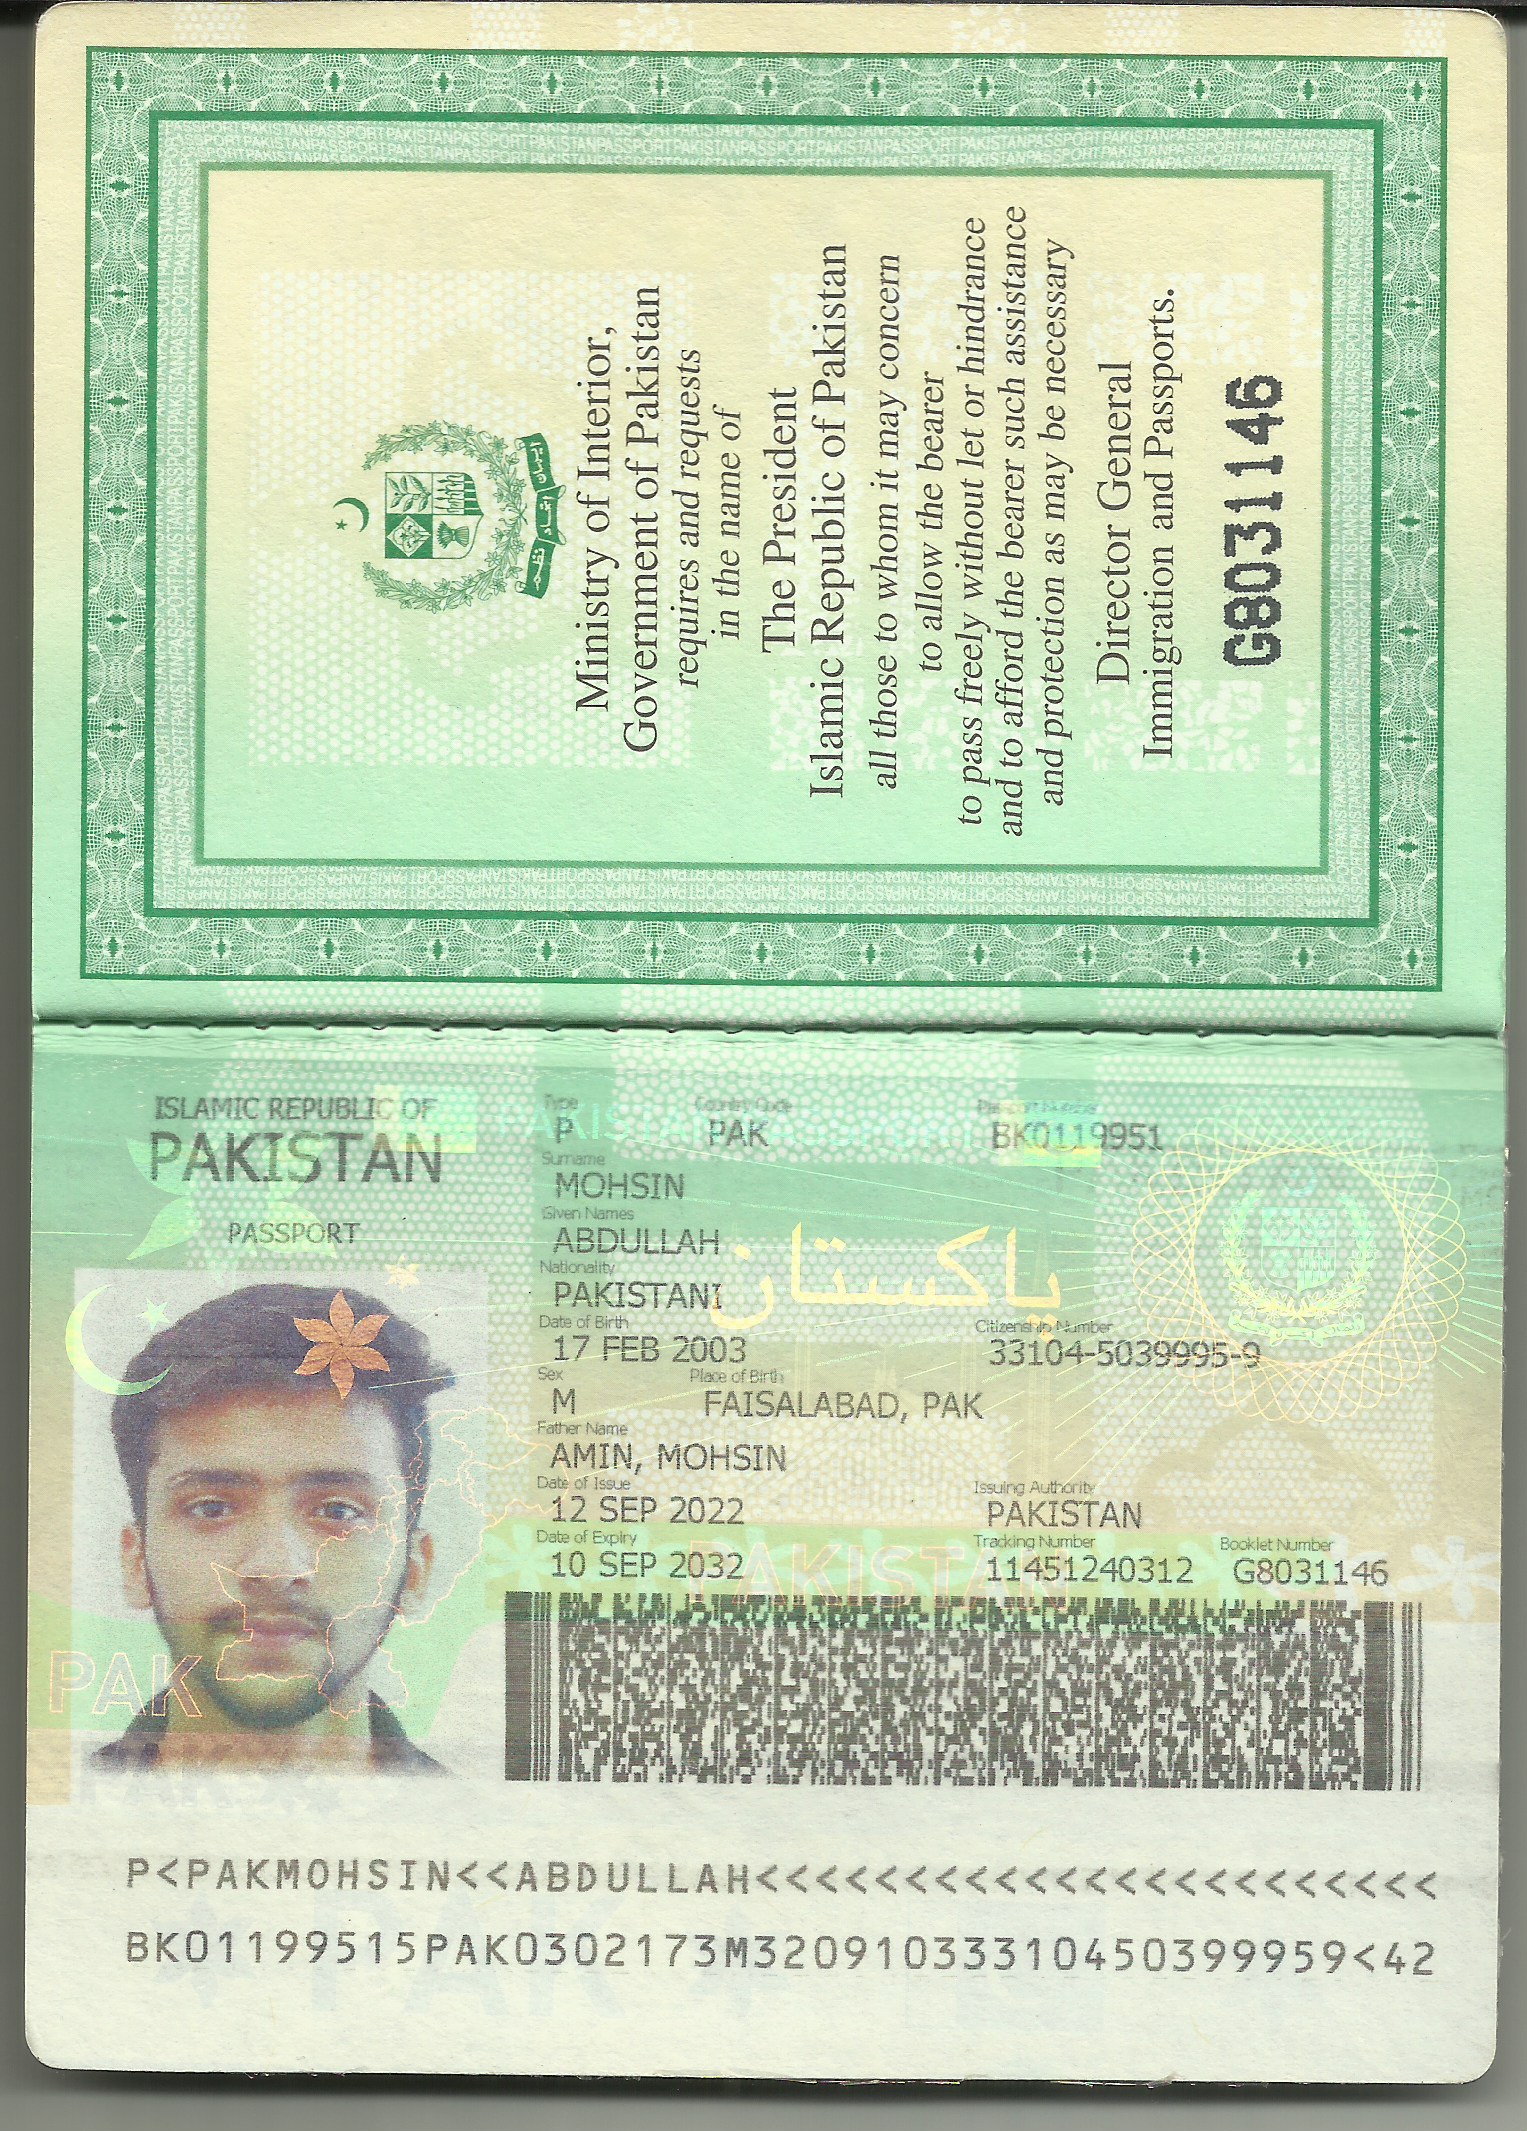 ایمان اتحاد نظم
Ministry of Interior,
Government of Pakistan
requires and requests
in the name of
The President
Islamic Republic of Pakistan
all those to whom it may concern
to allow the bearer
to pass freely without let or hindrance
and to afford the bearer such assistance
and protection as may be necessary
Director General
Immigration and Passports.
G8031146
ISLAMIC REPUBLIC OF
PAKISTAN
PASSPORT
Type Country Code Passport Number
P PAK BK0119951
Surname
MOHSIN
Given Names
ABDULLAH
پاکستان
Nationality
PAKISTANI
Date of Birth Citizenship Number
17 FEB 2003 33104-5039995-9
Sex Place of Birth
M FAISALABAD, PAK
Father Name
AMIN, MOHSIN
Date of Issue Issuing Authority
12 SEP 2022 PAKISTAN
Date of Expiry Tracking Number Booklet Number
10 SEP 2032 11451240312 G8031146
PAKISTAN
PAK
P<PAKMOHSIN<<ABDULLAH<<<<<<<<<<<<<<<<<<<<<<<
BK01199515PAK0302173M32091033310450399959<42